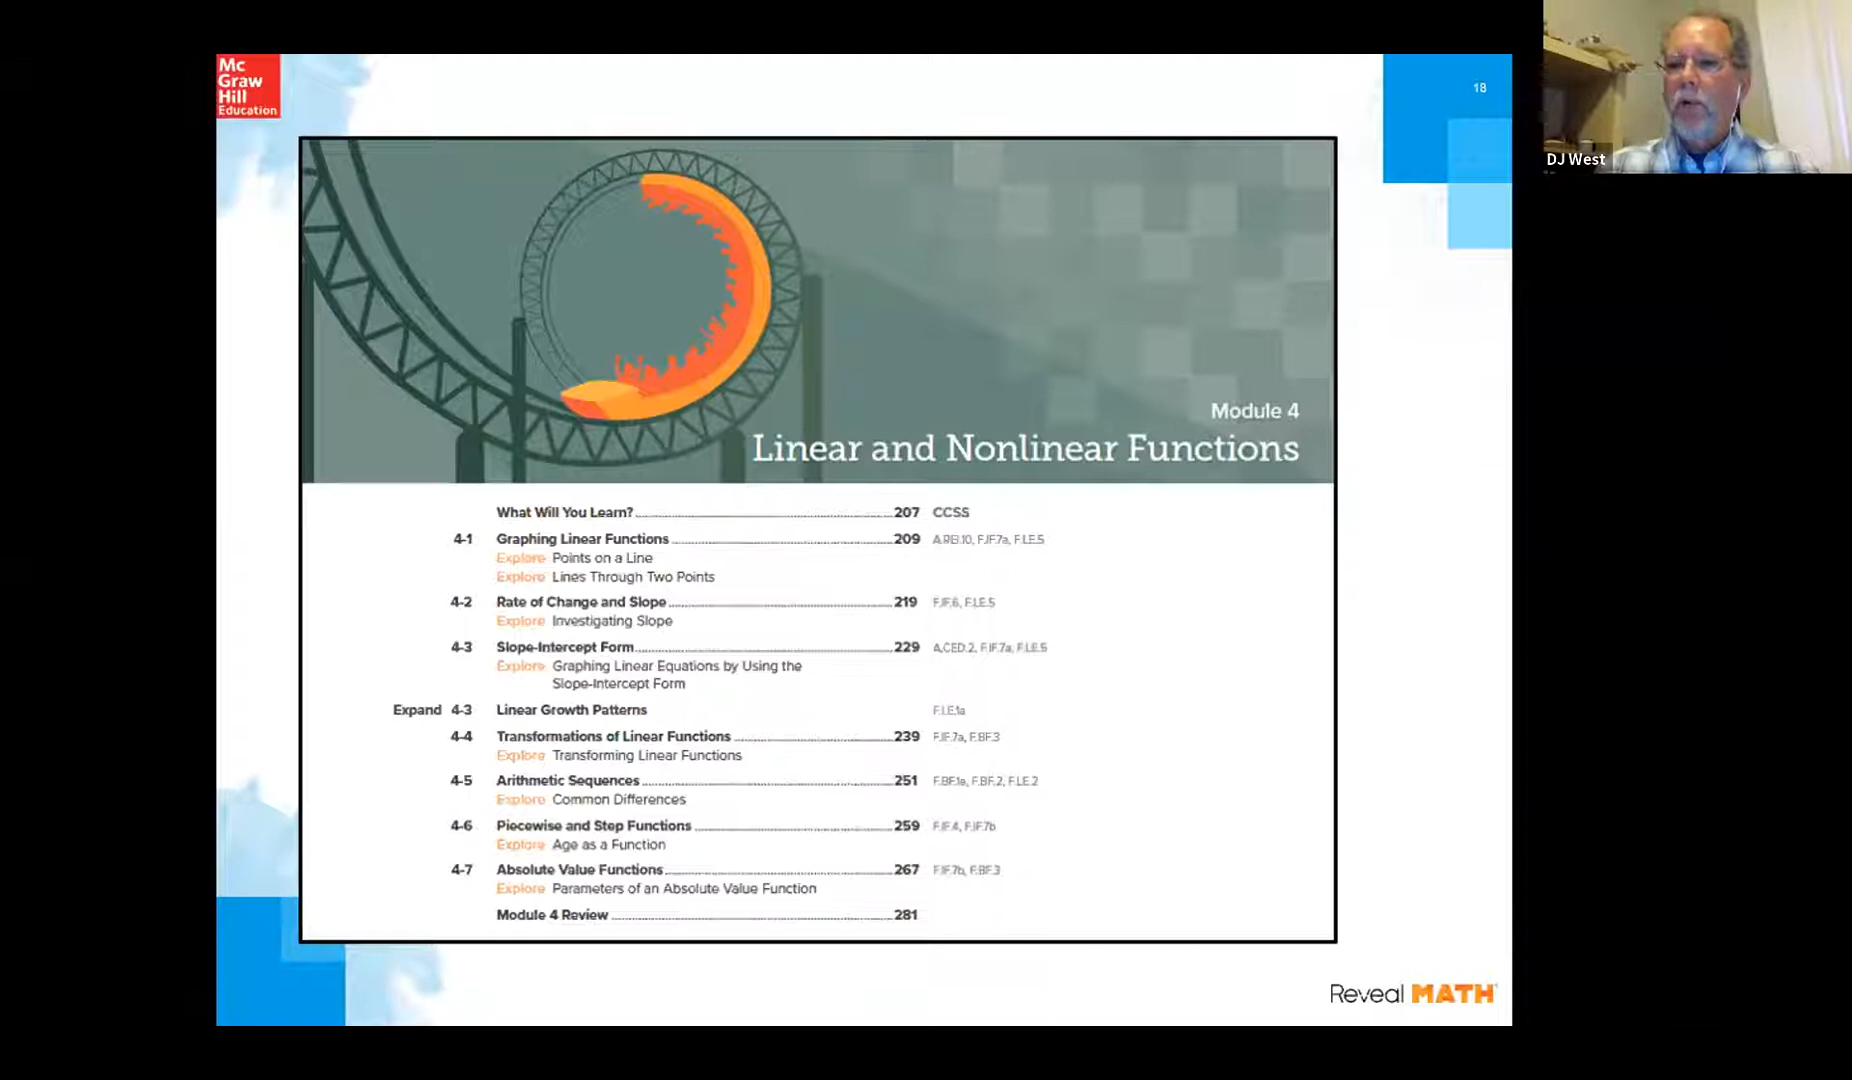 Mc
Graw
Hill
Education
18
DJ West
Module 4
Linear and Nonlinear Functions
What Will You Learn? 207 CCSS
4-1 Graphing Linear Functions 209 A.REI.10, F.IF.7a, F.LE.5
Explore Points on a Line
Explore Lines Through Two Points
4-2 Rate of Change and Slope 219 F.IF.6, F.LE.5
Explore Investigating Slope
4-3 Slope-Intercept Form 229 A.CED.2, F.IF.7a, F.LE.5
Explore Graphing Linear Equations by Using the
Slope-Intercept Form
Expand 4-3 Linear Growth Patterns F.LE.1a
4-4 Transformations of Linear Functions 239 F.IF.7a, F.BF.3
Explore Transforming Linear Functions
4-5 Arithmetic Sequences 251 F.BF.1a, F.BF.2, F.LE.2
Explore Common Differences
4-6 Piecewise and Step Functions 259 F.IF.4, F.IF.7b
Explore Age as a Function
4-7 Absolute Value Functions 267 F.IF.7b, F.BF.3
Explore Parameters of an Absolute Value Function
Module 4 Review 281
Reveal MATH